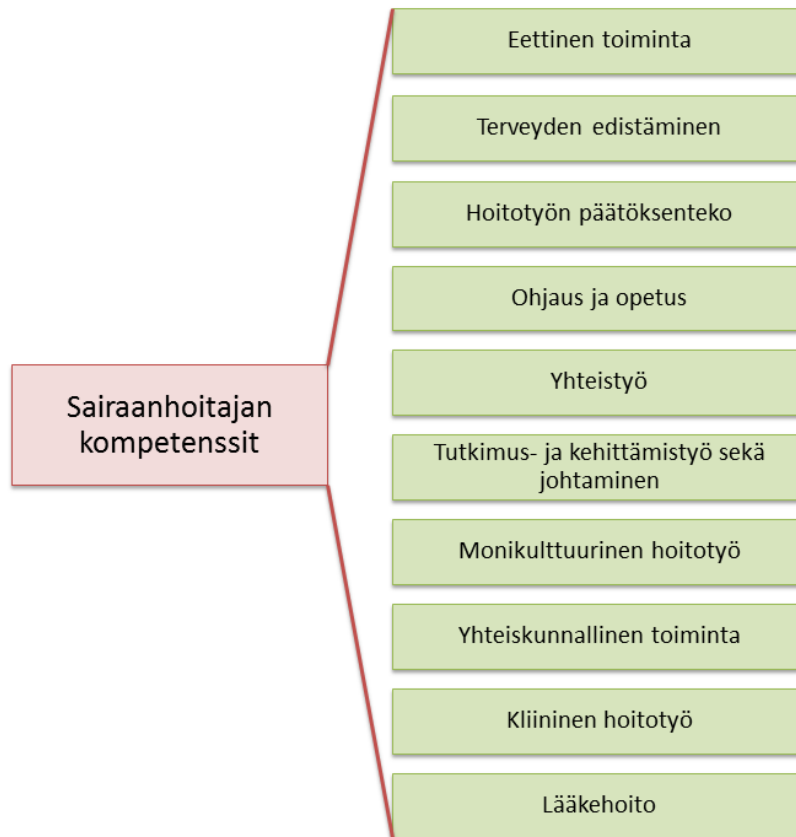 Eettinen toiminta
Terveyden edistäminen
Hoitotyön päätöksenteko
Ohjaus ja opetus
Yhteistyö
Sairaanhoitajan
kompetenssit
Tutkimus- ja kehittämistyö sekä
johtaminen
Monikulttuurinen hoitotyö
Yhteiskunnallinen toiminta
Kliininen hoitotyö
Lääkehoito